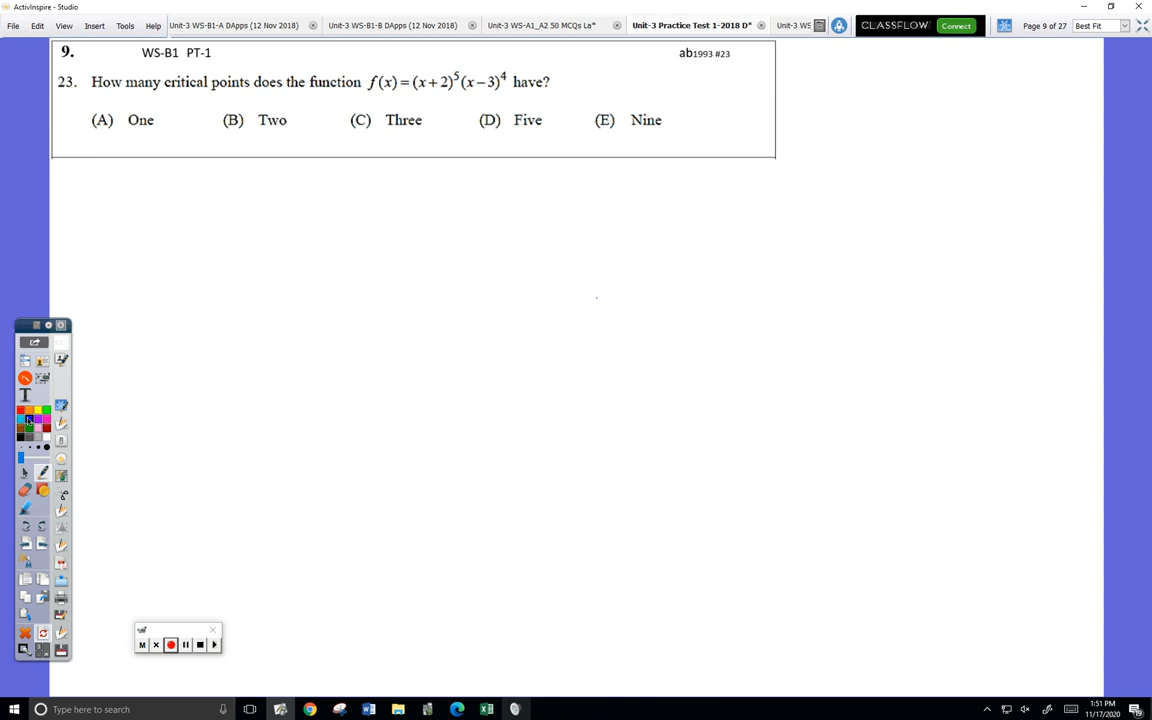 ActivInspire - Studio
File Edit View Insert Tools Help Unit-3 WS-B1-A DApps (12 Nov 2018) Unit-3 WS-B1-B DApps (12 Nov 2018) Unit-3 WS-A1_A2 50 MCQs La* Unit-3 Practice Test 1-2018 D* Unit-3 WS CLASSFLOW Connect Page 9 of 27 Best Fit
9. WS-B1 PT-1 ab1993 #23
23. How many critical points does the function f(x)=(x+2)⁵(x−3)⁴ have?
(A) One (B) Two (C) Three (D) Five (E) Nine
T
M
Type here to search
1:51 PM
11/17/2020
19